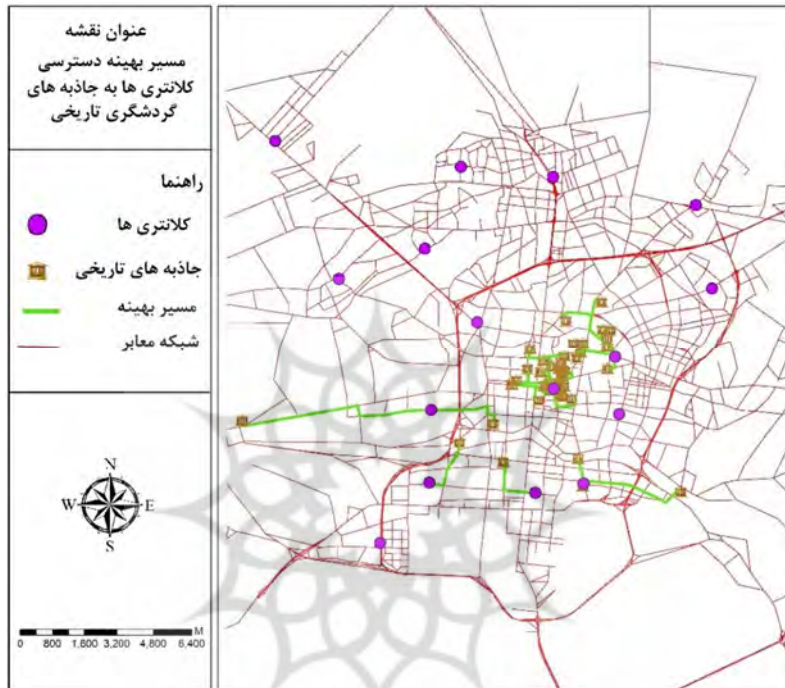 عنوان نقشه
مسیر بهینه دسترسی
کلانتری ها به جاذبه های
گردشگری تاریخی
راهنما
کلانتری ها
جاذبه های تاریخی
مسیر بهینه
شبکه معابر
N
W E
S
M
0 800 1,600 3,200 4,800 6,400